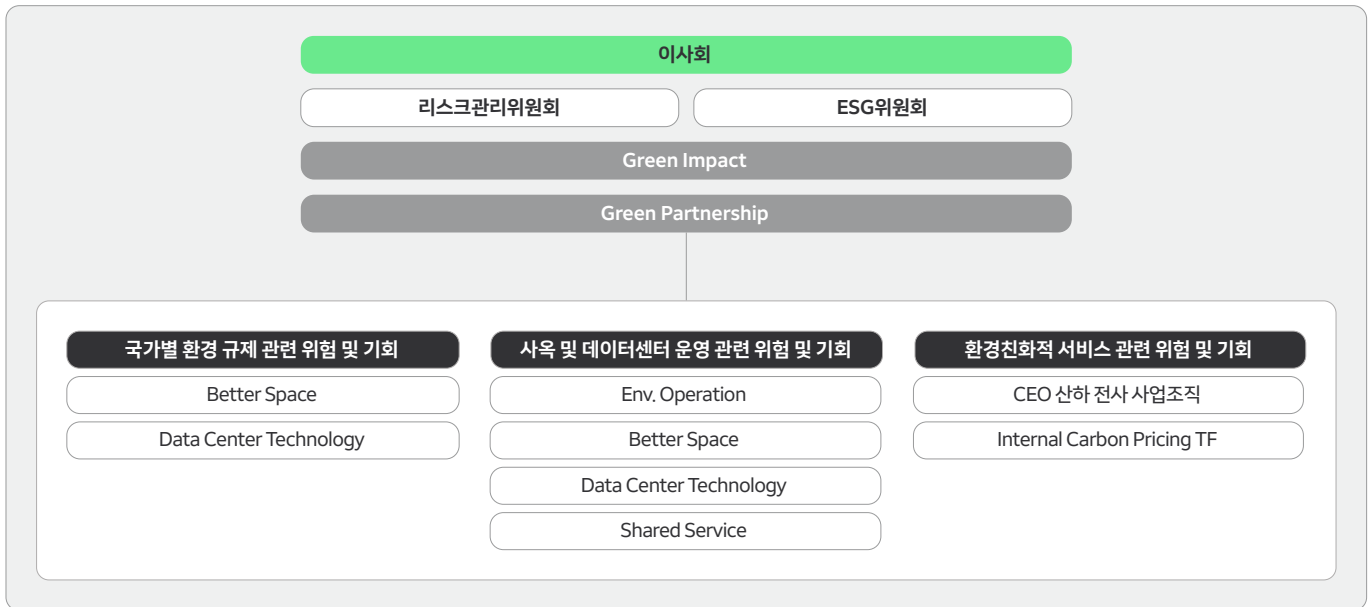 이사회
리스크관리위원회
ESG위원회
Green Impact
Green Partnership
국가별 환경 규제 관련 위험 및 기회
Better Space
Data Center Technology
사옥 및 데이터센터 운영 관련 위험 및 기회
Env. Operation
Better Space
Data Center Technology
Shared Service
환경친화적 서비스 관련 위험 및 기회
CEO 산하 전사 사업조직
Internal Carbon Pricing TF